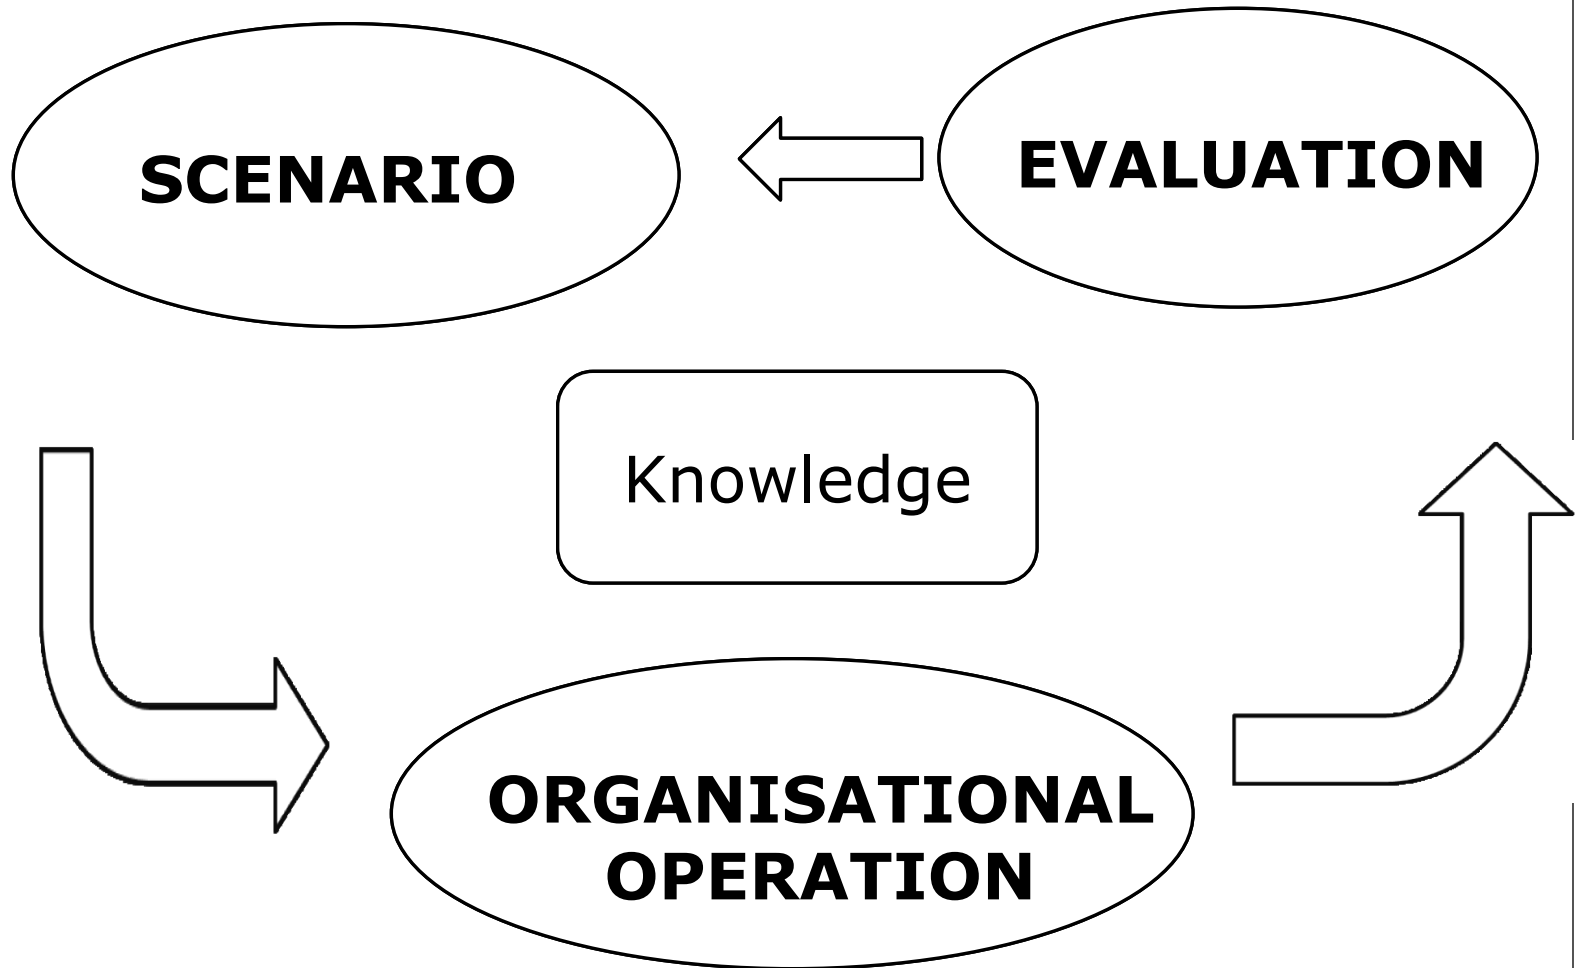 SCENARIO
EVALUATION
Knowledge
ORGANISATIONAL
OPERATION